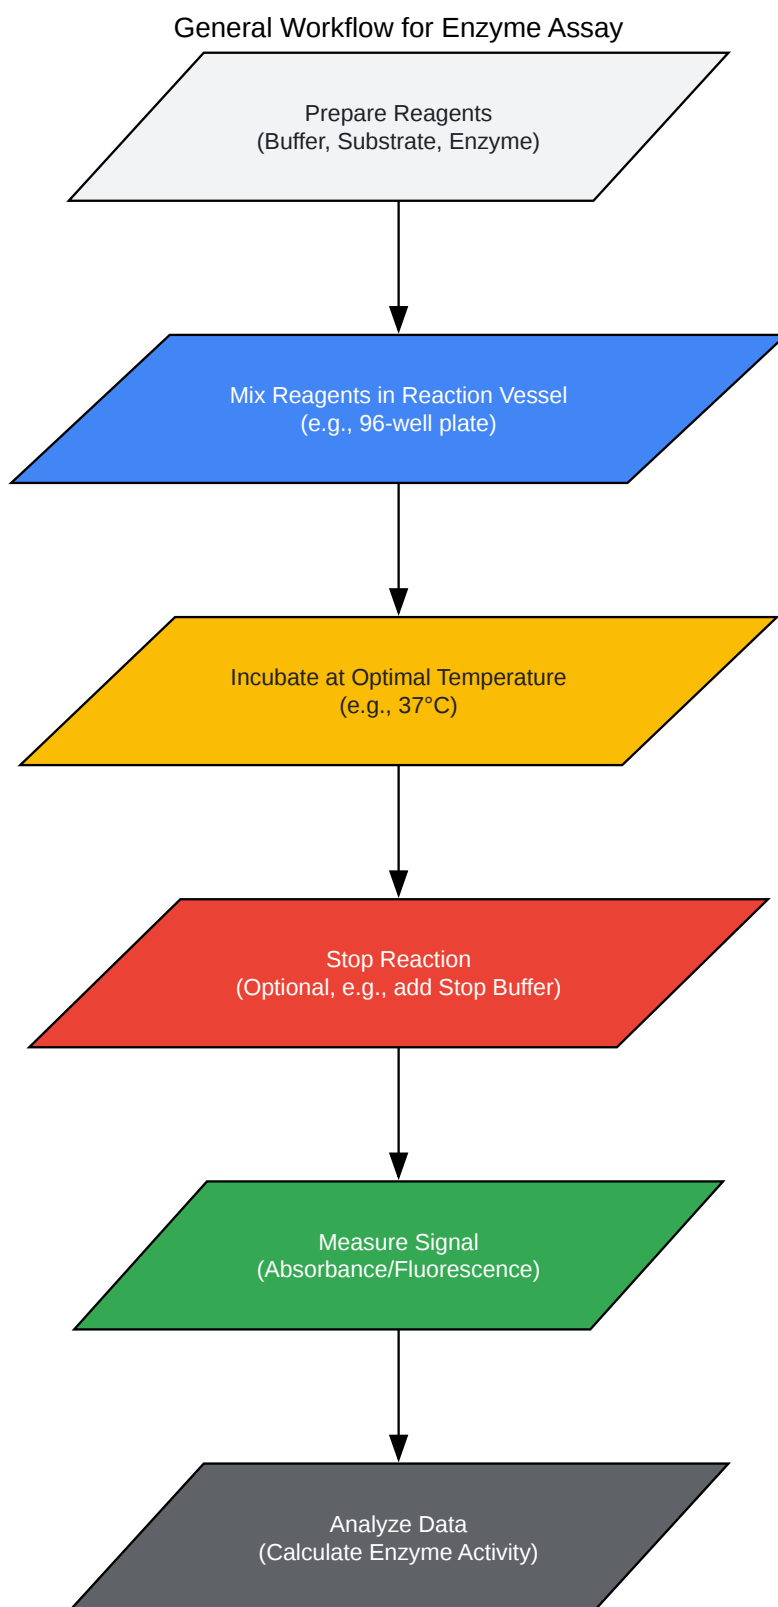 General Workflow for Enzyme Assay
Prepare Reagents
(Buffer, Substrate, Enzyme)
Mix Reagents in Reaction Vessel
(e.g., 96-well plate)
Incubate at Optimal Temperature
(e.g., 37°C)
Stop Reaction
(Optional, e.g., add Stop Buffer)
Measure Signal
(Absorbance/Fluorescence)
Analyze Data
(Calculate Enzyme Activity)